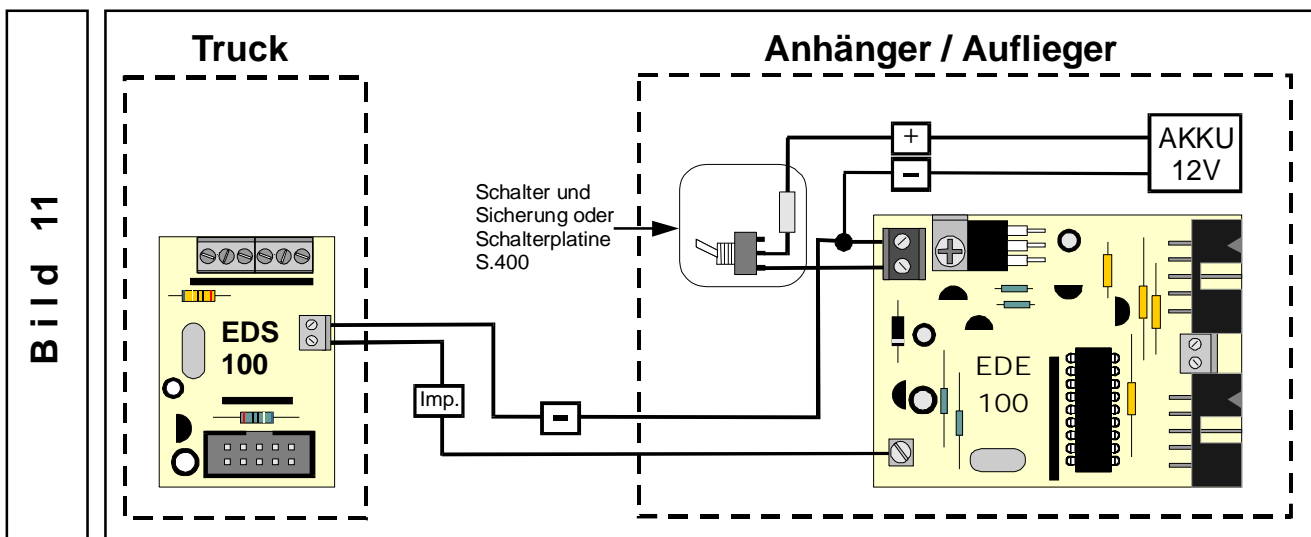 Bild 11
Truck
Anhänger / Auflieger
+
-
AKKU
12V
Schalter und
Sicherung oder
Schalterplatine
S.400
EDS
100
Imp.
-
EDE
100